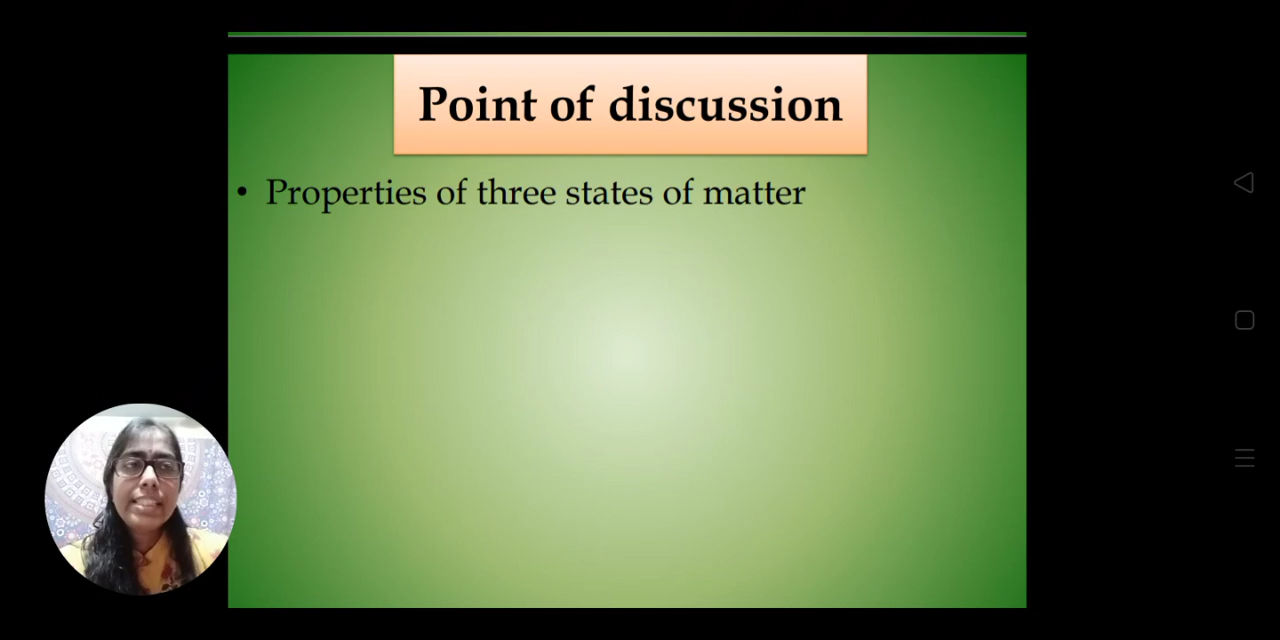 Point of discussion
• Properties of three states of matter